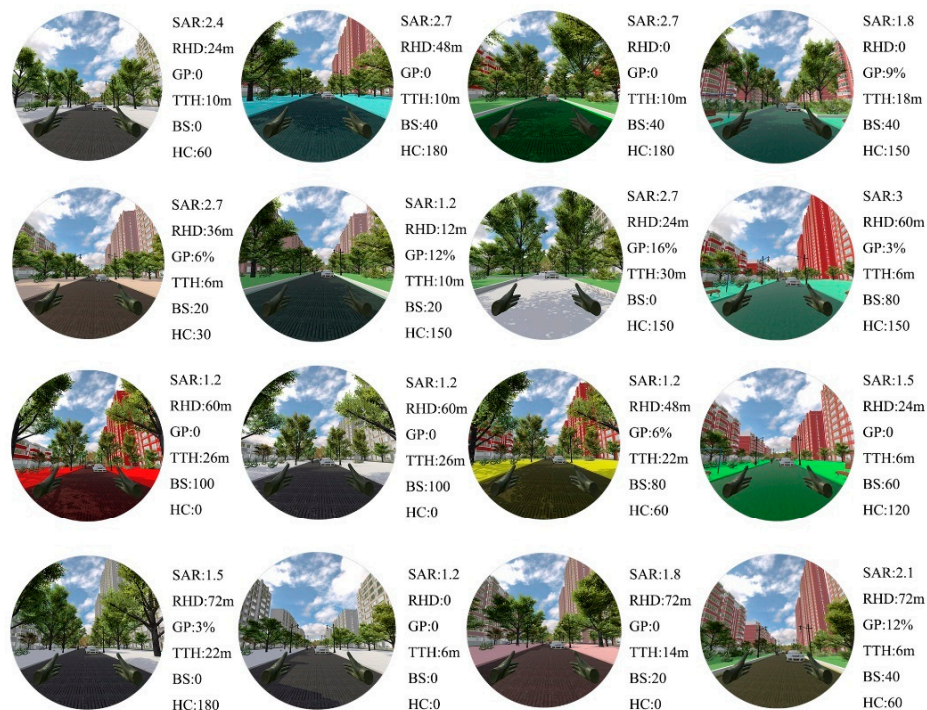 SAR:2.4
RHD:24m
GP:0
TTH:10m
BS:0
HC:60
SAR:2.7
RHD:48m
GP:0
TTH:10m
BS:40
HC:180
SAR:2.7
RHD:0
GP:0
TTH:10m
BS:40
HC:180
SAR:1.8
RHD:0
GP:9%
TTH:18m
BS:40
HC:150
SAR:2.7
RHD:36m
GP:6%
TTH:6m
BS:20
HC:30
SAR:1.2
RHD:12m
GP:12%
TTH:10m
BS:20
HC:150
SAR:2.7
RHD:24m
GP:16%
TTH:30m
BS:0
HC:150
SAR:3
RHD:60m
GP:3%
TTH:6m
BS:80
HC:150
SAR:1.2
RHD:60m
GP:0
TTH:26m
BS:100
HC:0
SAR:1.2
RHD:60m
GP:0
TTH:26m
BS:100
HC:0
SAR:1.2
RHD:48m
GP:6%
TTH:22m
BS:80
HC:60
SAR:1.5
RHD:24m
GP:0
TTH:6m
BS:60
HC:120
SAR:1.5
RHD:72m
GP:3%
TTH:22m
BS:0
HC:180
SAR:1.2
RHD:0
GP:0
TTH:6m
BS:0
HC:0
SAR:1.8
RHD:72m
GP:0
TTH:14m
BS:20
HC:0
SAR:2.1
RHD:72m
GP:12%
TTH:6m
BS:40
HC:60